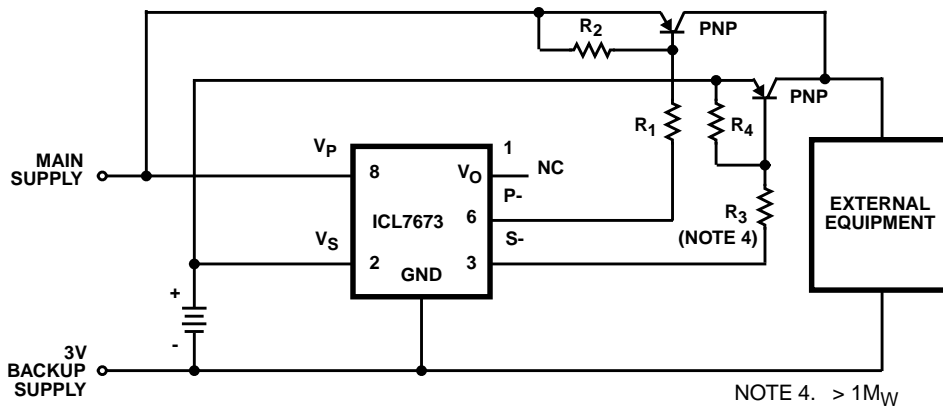 R2
PNP
PNP
R1
R4
MAIN
SUPPLY
VP
8
1
VO
NC
P-
ICL7673
6
R3
(NOTE 4)
EXTERNAL
EQUIPMENT
VS
S-
2
GND
3
+
-
3V
BACKUP
SUPPLY
NOTE 4. > 1MW